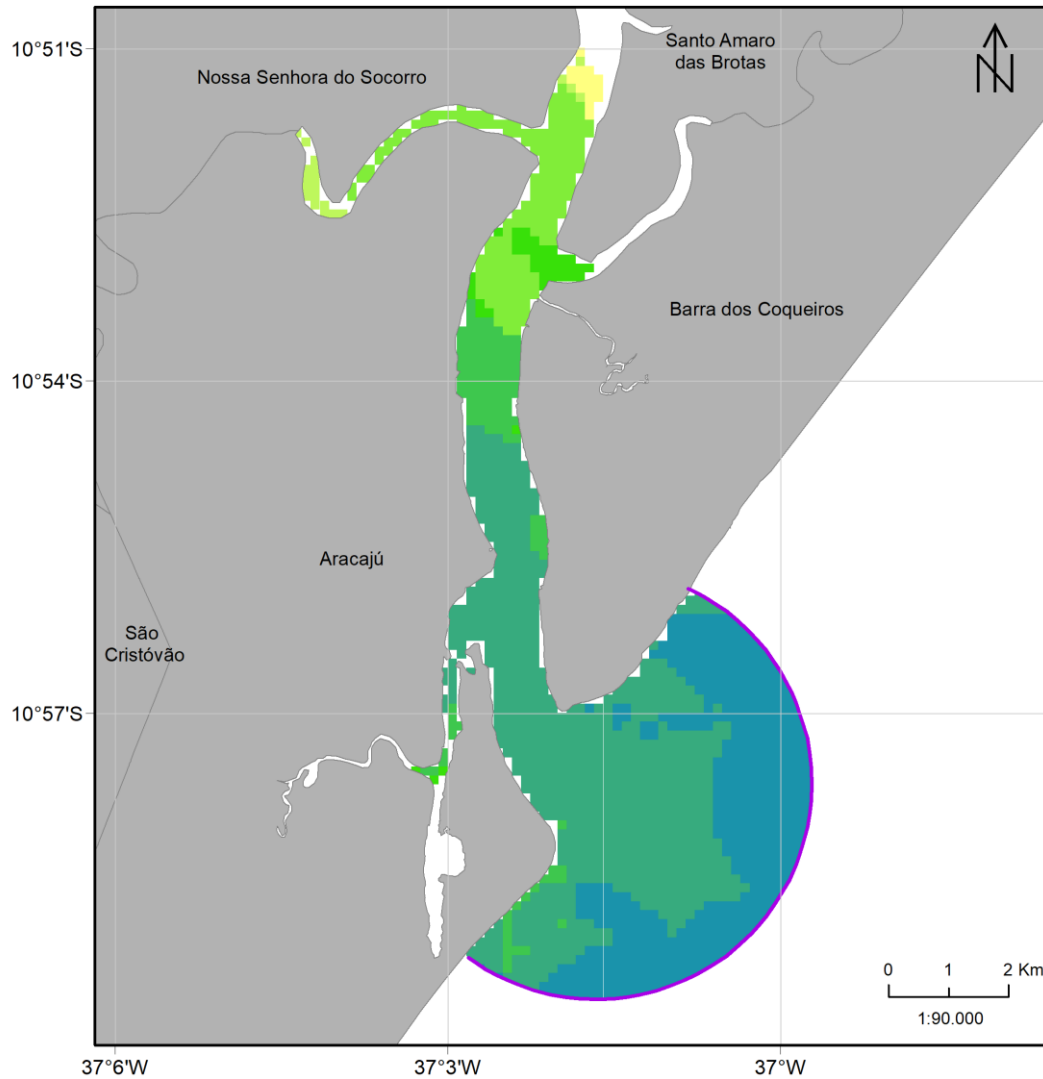 10°51'S
Santo Amaro
das Brotas
N
Nossa Senhora do Socorro
Barra dos Coqueiros
10°54'S
Aracajú
São
Cristóvão
10°57'S
0 1 2 Km
1:90.000
37°6'W 37°3'W 37°W